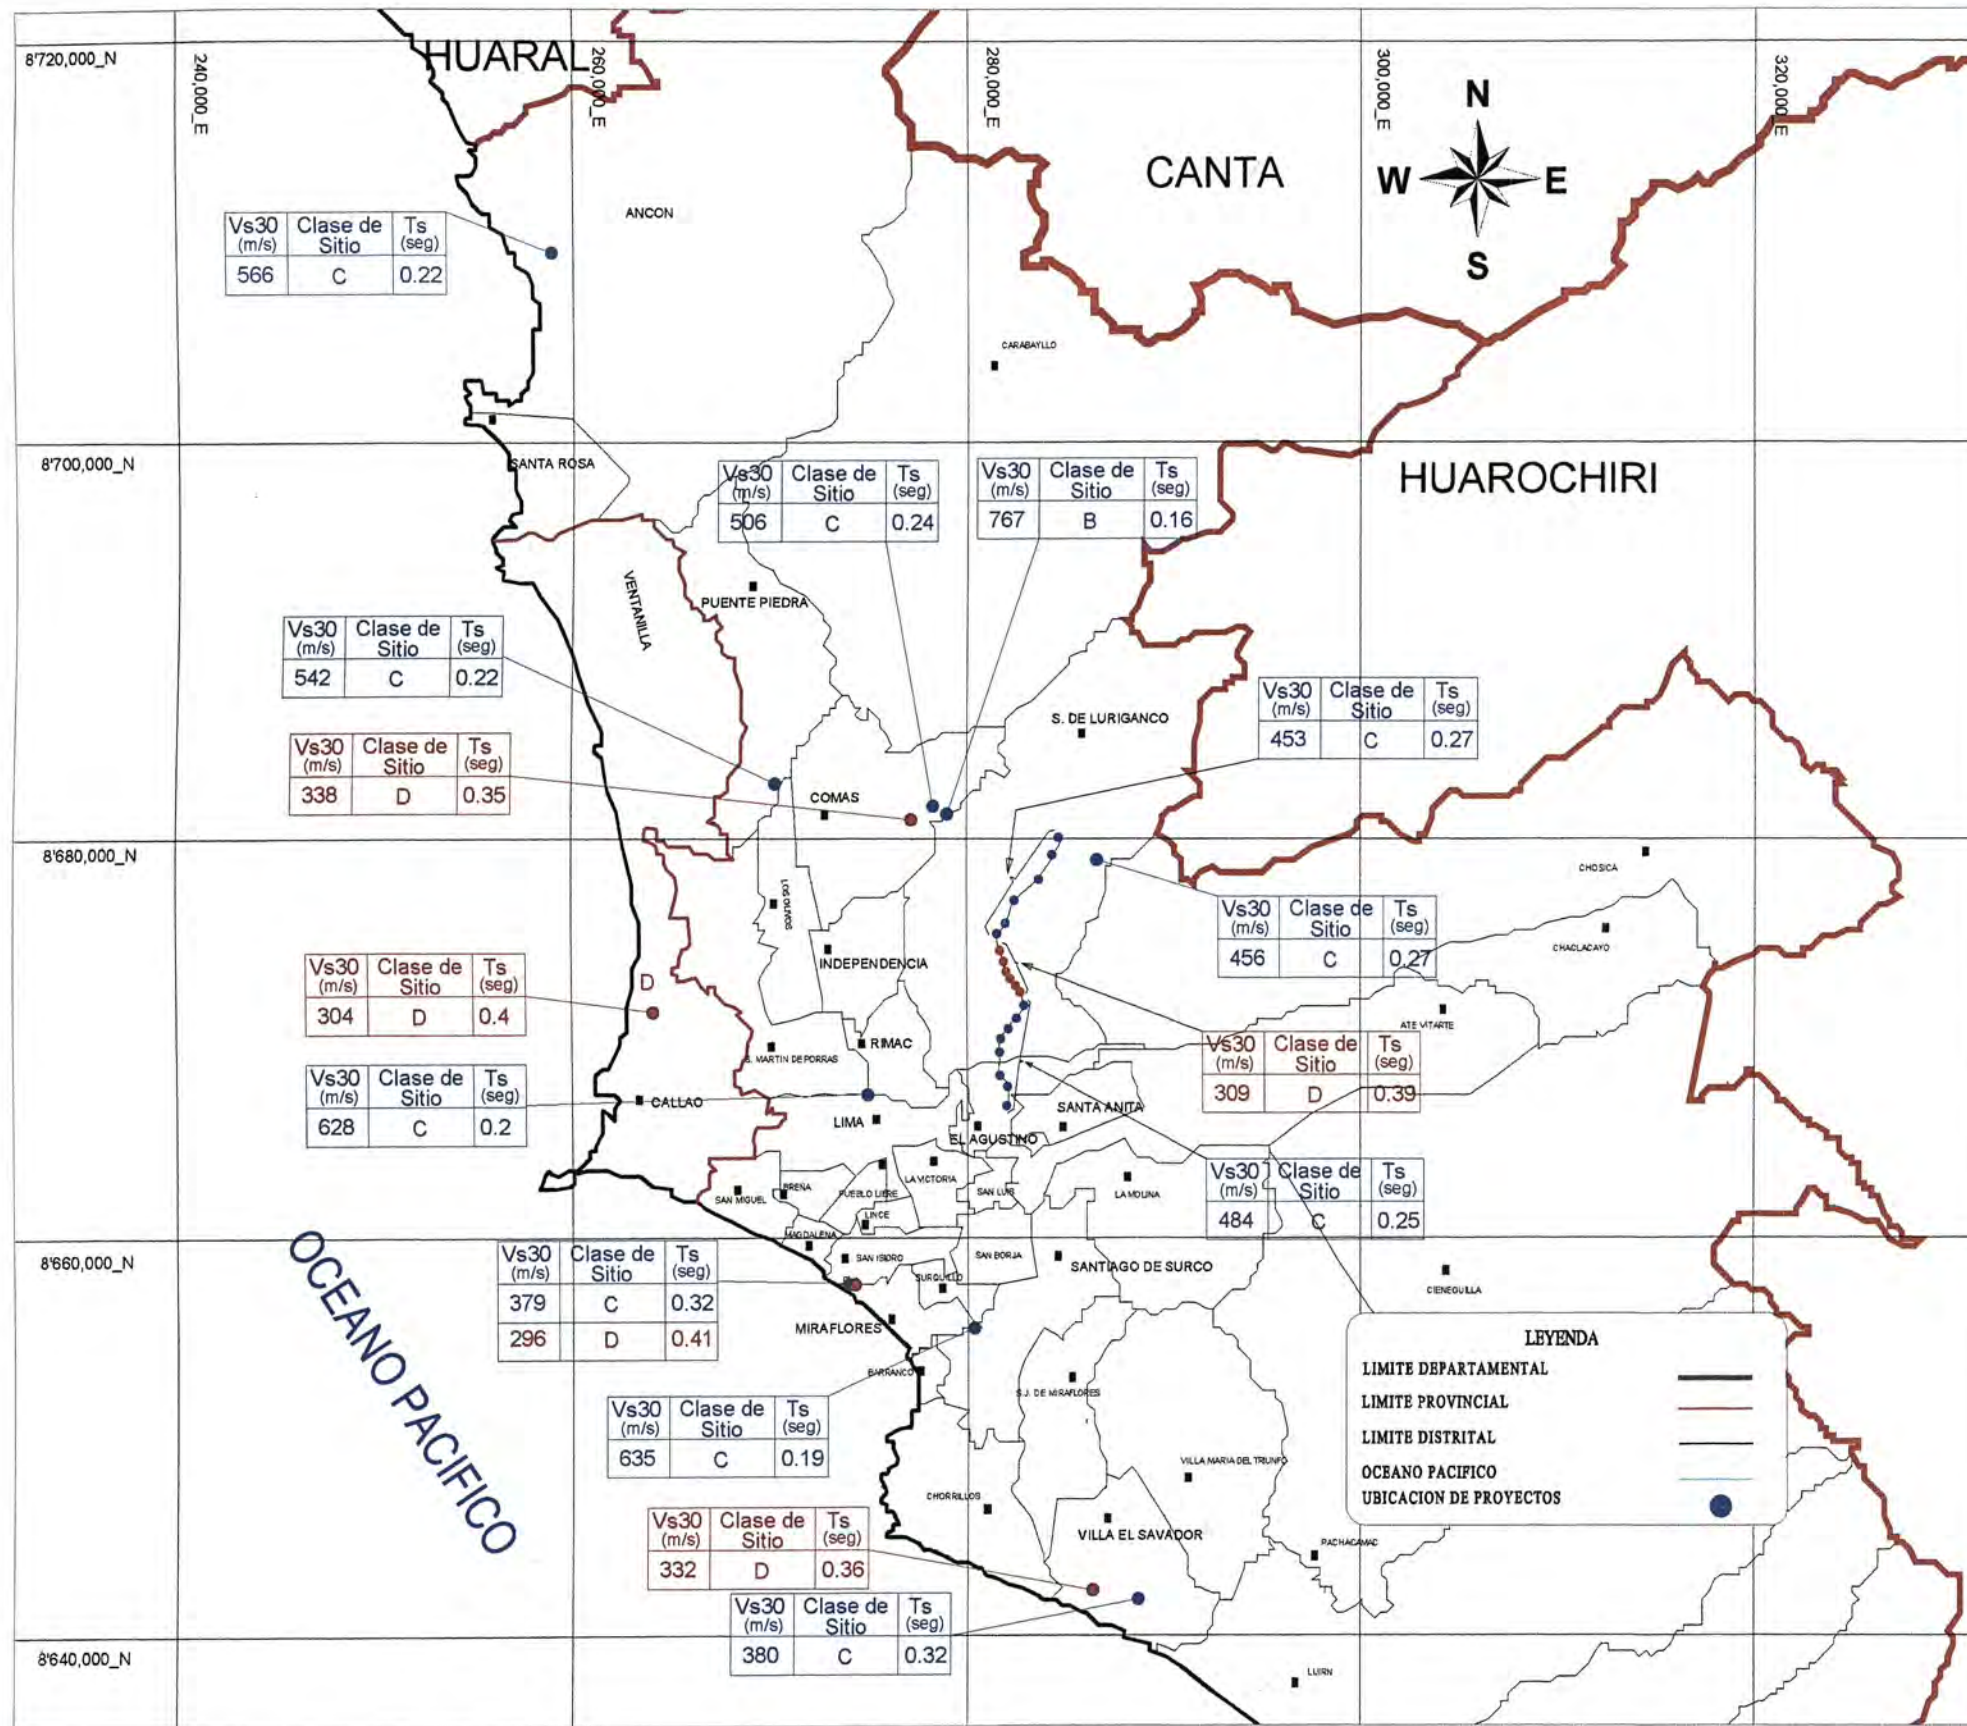 8'720,000_N
240,000_E
HUARAL
260,000_E
280,000_E
300,000_E
320,000_E
N
W
E
S
CANTA
ANCON
Vs30 (m/s) Clase de Sitio Ts (seg)
566 C 0.22
CARABAYLLO
8'700,000_N
SANTA ROSA
HUAROCHIRI
Vs30 (m/s) Clase de Sitio Ts (seg)
506 C 0.24
Vs30 (m/s) Clase de Sitio Ts (seg)
767 B 0.16
VENTANILLA
PUENTE PIEDRA
Vs30 (m/s) Clase de Sitio Ts (seg)
542 C 0.22
S. DE LURIGANCO
Vs30 (m/s) Clase de Sitio Ts (seg)
453 C 0.27
Vs30 (m/s) Clase de Sitio Ts (seg)
338 D 0.35
COMAS
8'680,000_N
CHOSICA
LOS OLIVOS
Vs30 (m/s) Clase de Sitio Ts (seg)
456 C 0.27
CHACLACAYO
INDEPENDENCIA
Vs30 (m/s) Clase de Sitio Ts (seg)
304 D 0.4
D
ATE VITARTE
RIMAC
S. MARTIN DE PORRAS
Vs30 (m/s) Clase de Sitio Ts (seg)
309 D 0.39
Vs30 (m/s) Clase de Sitio Ts (seg)
628 C 0.2
CALLAO
LIMA
SANTA ANITA
EL AGUSTINO
Vs30 (m/s) Clase de Sitio Ts (seg)
484 C 0.25
SAN MIGUEL
BREÑA
PUEBLO LIBRE
LA VICTORIA
SAN LUIS
LA MOLINA
LINCE
MAGDALENA
8'660,000_N
OCEANO PACIFICO
Vs30 (m/s) Clase de Sitio Ts (seg)
379 C 0.32
296 D 0.41
SAN ISIDRO
SAN BORJA
SURQUILLO
SANTIAGO DE SURCO
CIENEGUILLA
MIRAFLORES
BARRANCO
S.J. DE MIRAFLORES
Vs30 (m/s) Clase de Sitio Ts (seg)
635 C 0.19
LEYENDA
LIMITE DEPARTAMENTAL
LIMITE PROVINCIAL
LIMITE DISTRITAL
OCEANO PACIFICO
UBICACION DE PROYECTOS
VILLA MARIA DEL TRIUNFO
CHORRILLOS
VILLA EL SAVADOR
PACHACAMAC
Vs30 (m/s) Clase de Sitio Ts (seg)
332 D 0.36
Vs30 (m/s) Clase de Sitio Ts (seg)
380 C 0.32
8'640,000_N
LURIN